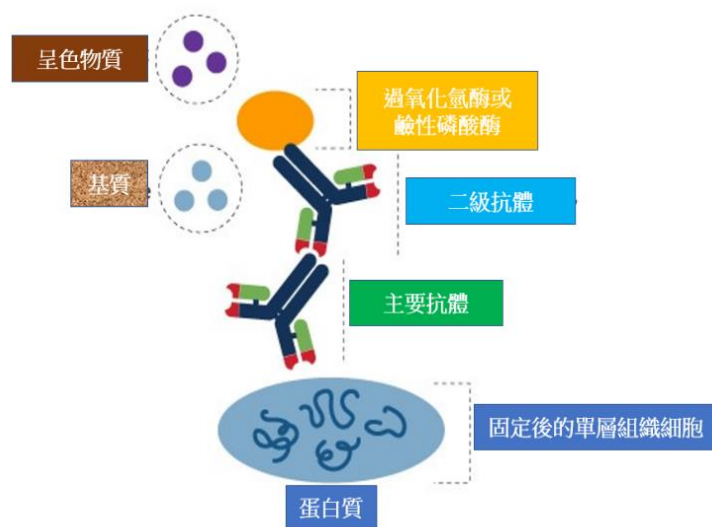 呈色物質
過氧化氫酶或
鹼性磷酸酶
基質
二級抗體
主要抗體
固定後的單層組織細胞
蛋白質